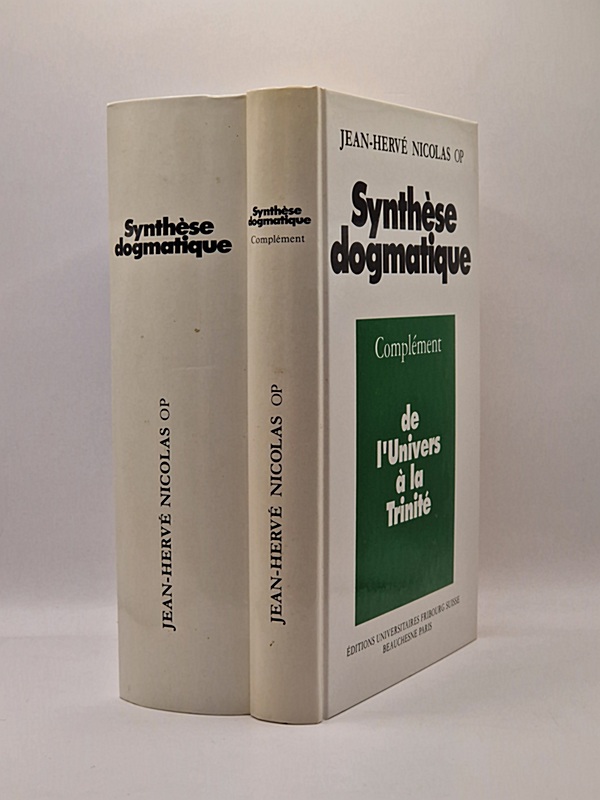 Synthèse
dogmatique
JEAN-HERVÉ NICOLAS OP
Synthèse
dogmatique
Complément
JEAN-HERVÉ NICOLAS OP
JEAN-HERVÉ NICOLAS OP
Synthèse
dogmatique
Complément
de
l'Univers
à la
Trinité
ÉDITIONS UNIVERSITAIRES FRIBOURG SUISSE
BEAUCHESNE PARIS